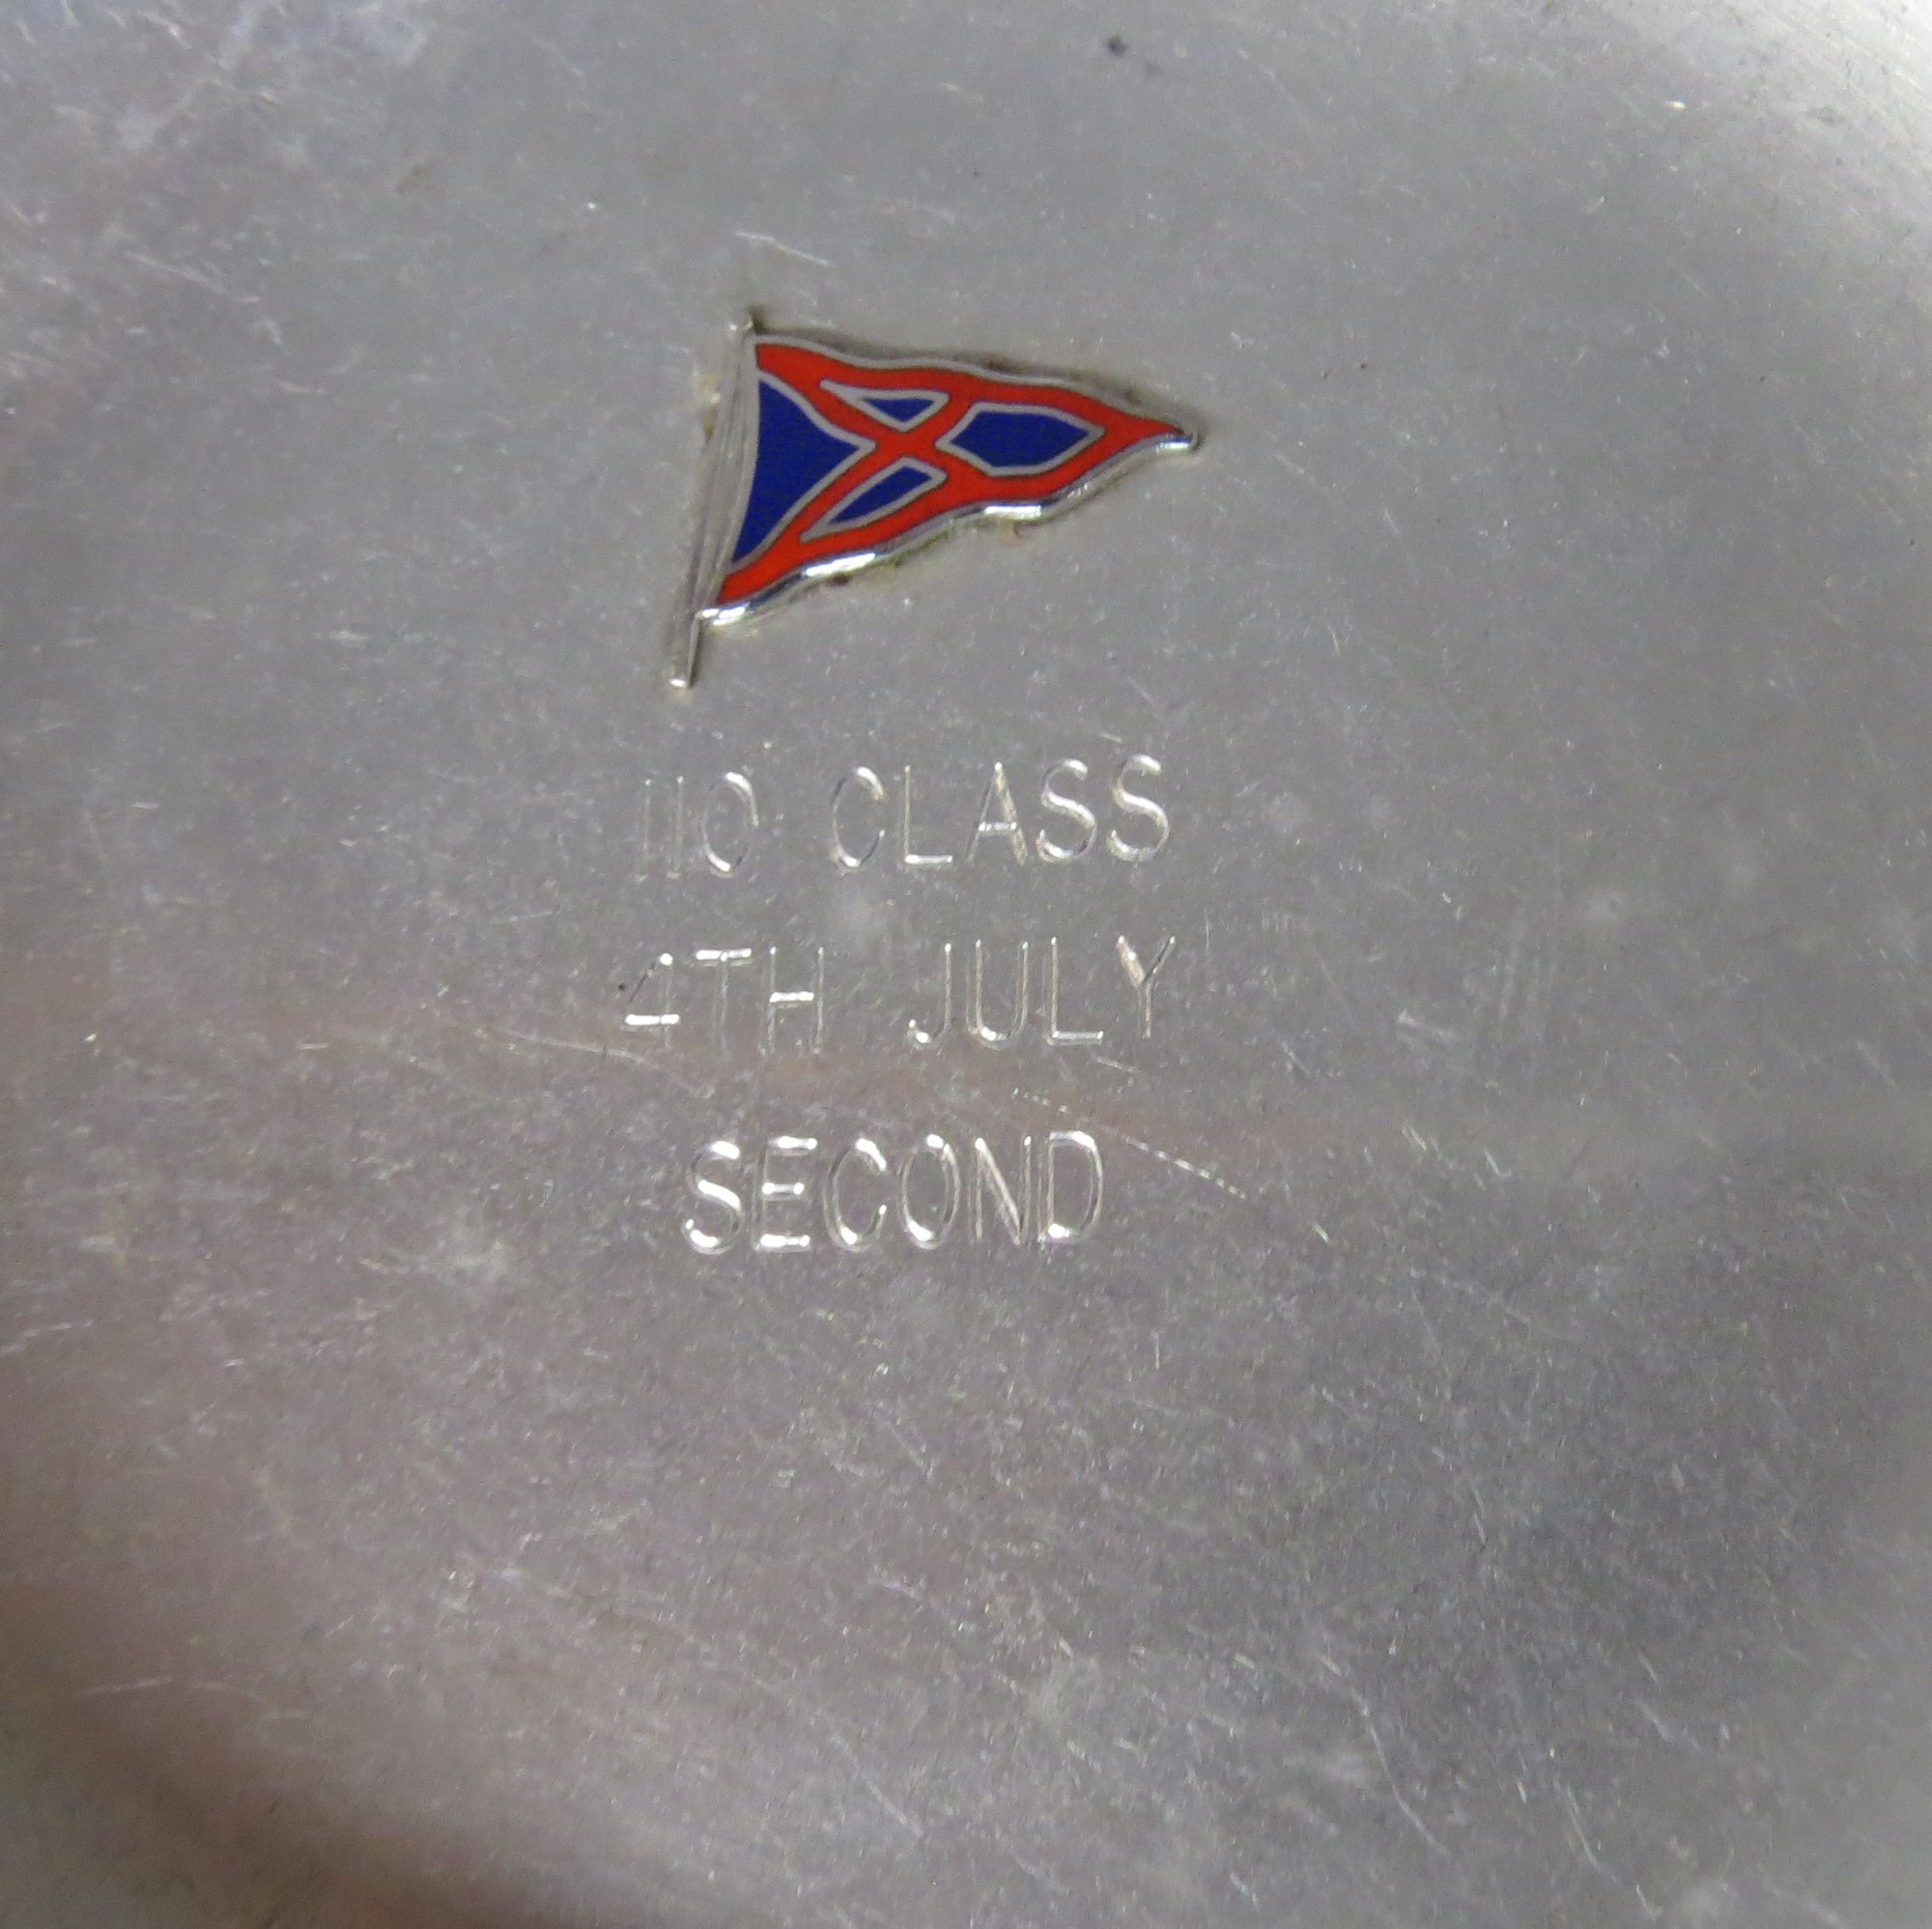 110 CLASS
4TH JULY
SECOND